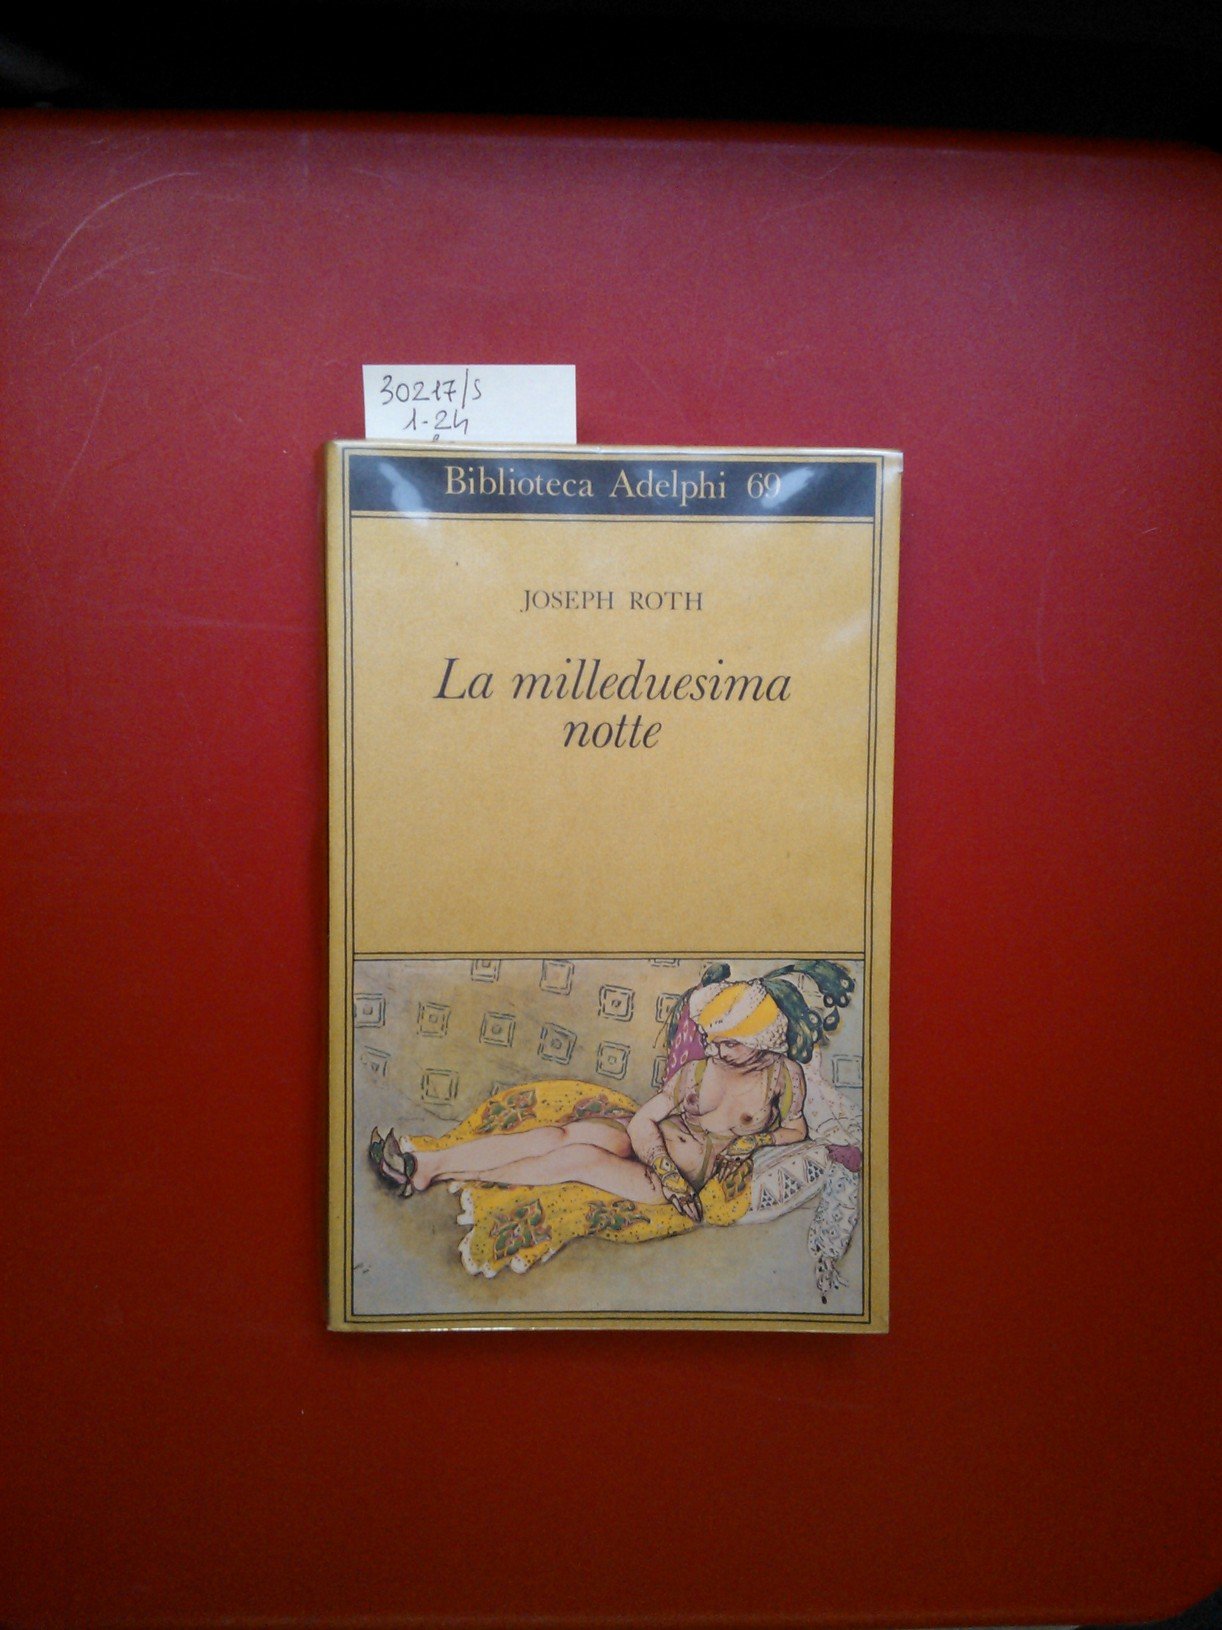 30217/S
1-24
Biblioteca Adelphi 69
JOSEPH ROTH
La milleduesima
notte